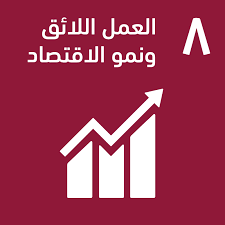 ٨
العمل اللائق
ونمو الاقتصاد